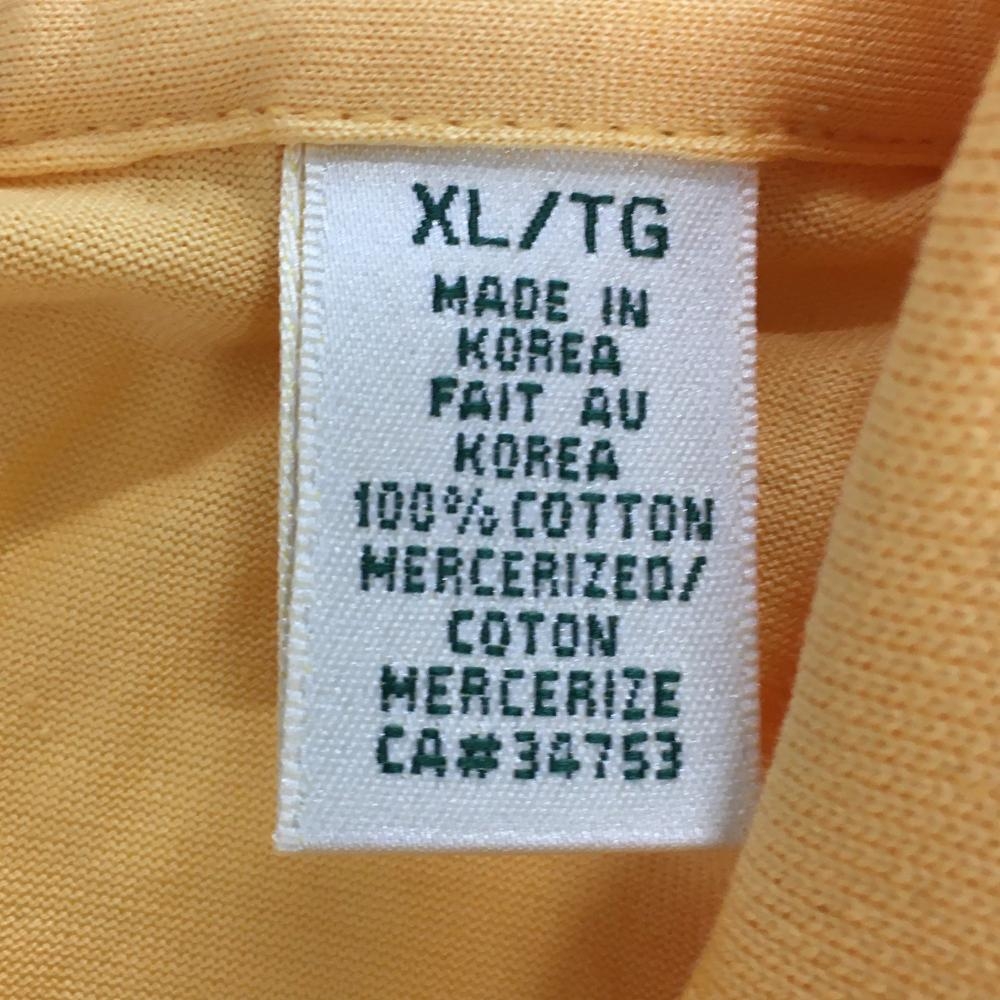 XL/TG
MADE IN
KOREA
FAIT AU
KOREA
100% COTTON
MERCERIZED/
COTON
MERCERIZE
CA#34753